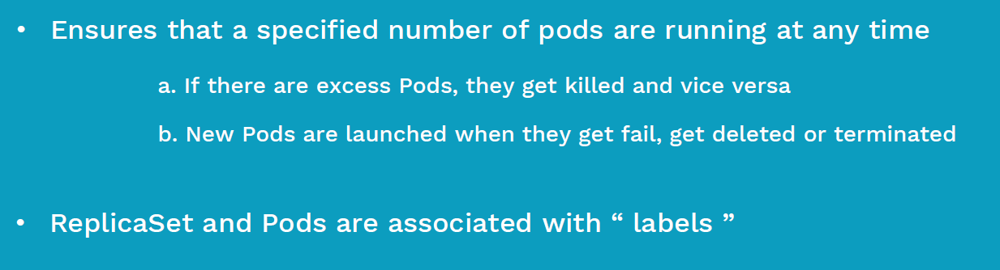 • Ensures that a specified number of pods are running at any time
a. If there are excess Pods, they get killed and vice versa
b. New Pods are launched when they get fail, get deleted or terminated
• ReplicaSet and Pods are associated with “ labels ”